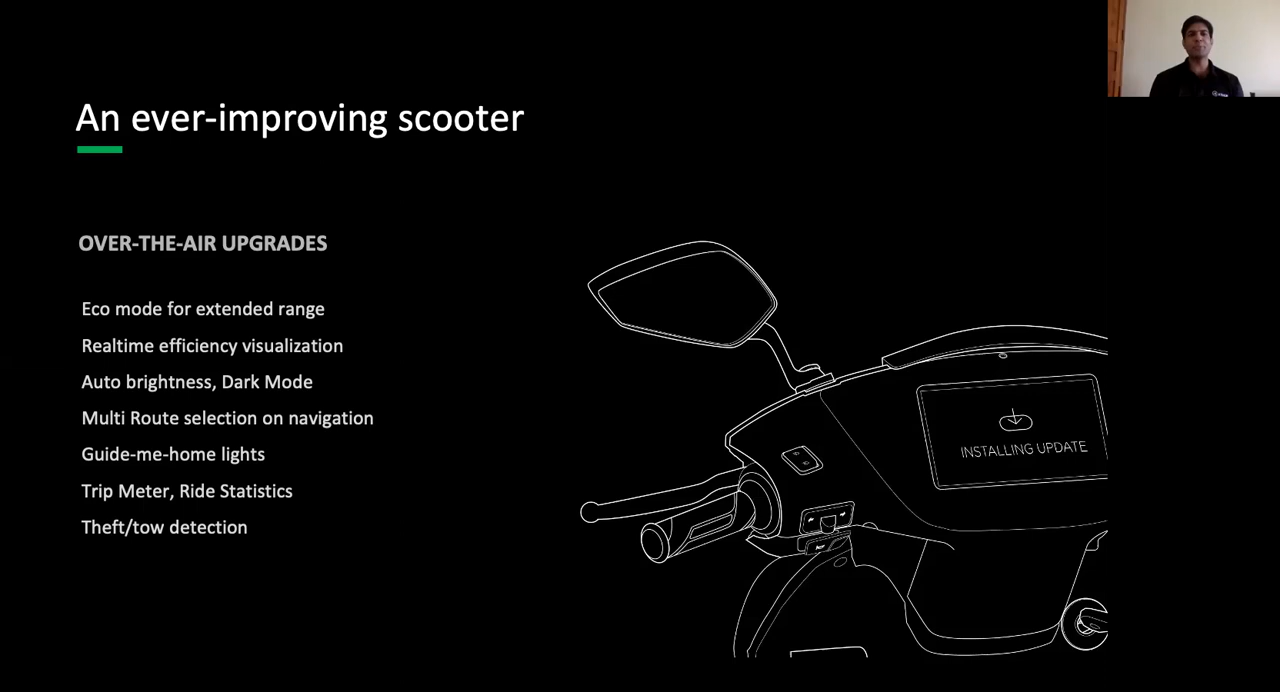 An ever-improving scooter
OVER-THE-AIR UPGRADES
Eco mode for extended range
Realtime efficiency visualization
Auto brightness, Dark Mode
Multi Route selection on navigation
Guide-me-home lights
Trip Meter, Ride Statistics
Theft/tow detection
INSTALLING UPDATE